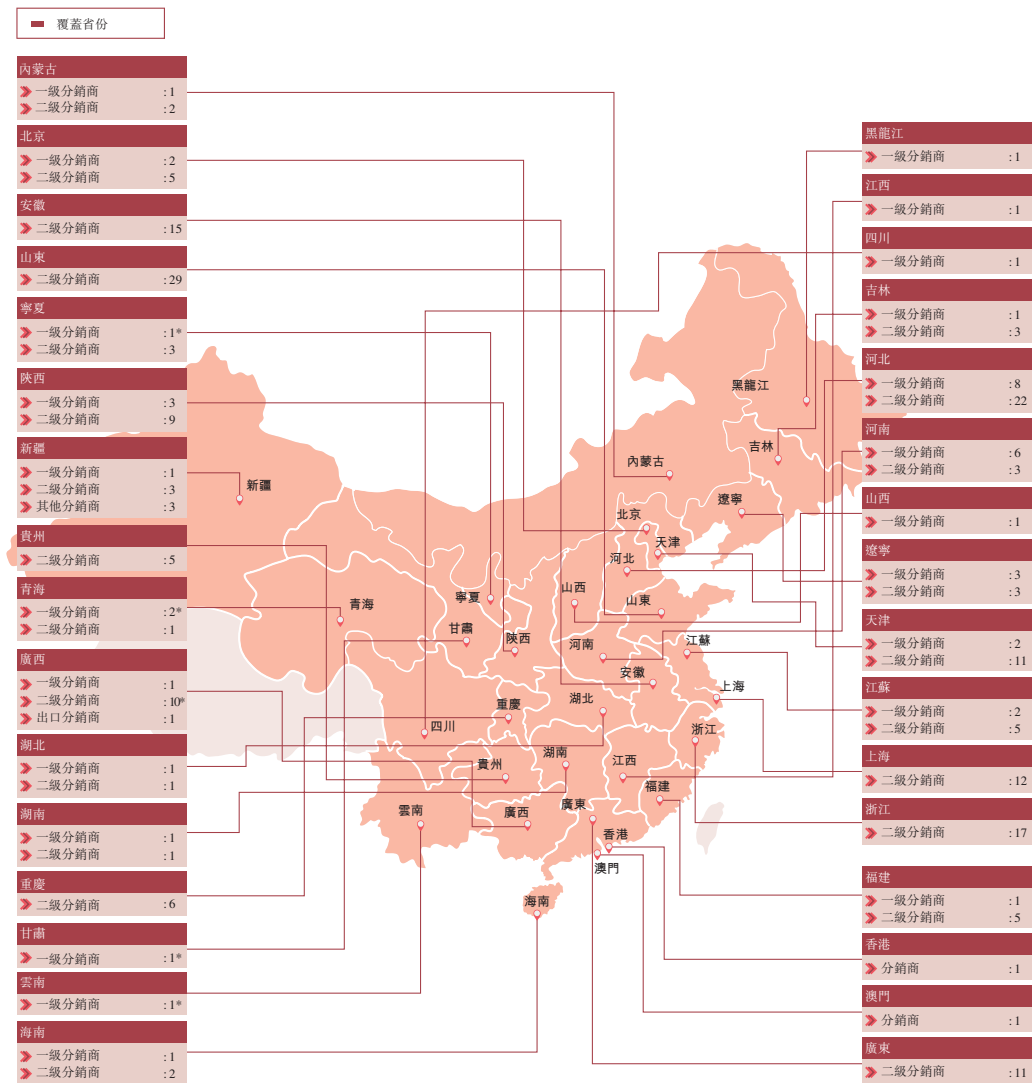 覆蓋省份
內蒙古
一級分銷商 :1
二級分銷商 :2
北京
一級分銷商 :2
二級分銷商 :5
安徽
二級分銷商 :15
山東
二級分銷商 :29
寧夏
一級分銷商 :1*
二級分銷商 :3
陝西
一級分銷商 :3
二級分銷商 :9
新疆
一級分銷商 :1
二級分銷商 :3
其他分銷商 :3
貴州
二級分銷商 :5
青海
一級分銷商 :2*
二級分銷商 :1
廣西
一級分銷商 :1
二級分銷商 :10*
出口分銷商 :1
湖北
一級分銷商 :1
二級分銷商 :1
湖南
一級分銷商 :1
二級分銷商 :1
重慶
二級分銷商 :6
甘肅
一級分銷商 :1*
雲南
一級分銷商 :1*
海南
一級分銷商 :1
二級分銷商 :2
黑龍江
吉林
內蒙古
遼寧
新疆
北京
天津
河北
山西
山東
寧夏
青海
甘肅
陝西
河南
江蘇
安徽
上海
湖北
重慶
四川
浙江
湖南
江西
貴州
福建
雲南
廣西
廣東
香港
澳門
海南
黑龍江
一級分銷商 :1
江西
一級分銷商 :1
四川
一級分銷商 :1
吉林
一級分銷商 :1
二級分銷商 :3
河北
一級分銷商 :8
二級分銷商 :22
河南
一級分銷商 :6
二級分銷商 :3
山西
一級分銷商 :1
遼寧
一級分銷商 :3
二級分銷商 :3
天津
一級分銷商 :2
二級分銷商 :11
江蘇
一級分銷商 :2
二級分銷商 :5
上海
二級分銷商 :12
浙江
二級分銷商 :17
福建
一級分銷商 :1
二級分銷商 :5
香港
分銷商 :1
澳門
分銷商 :1
廣東
二級分銷商 :11